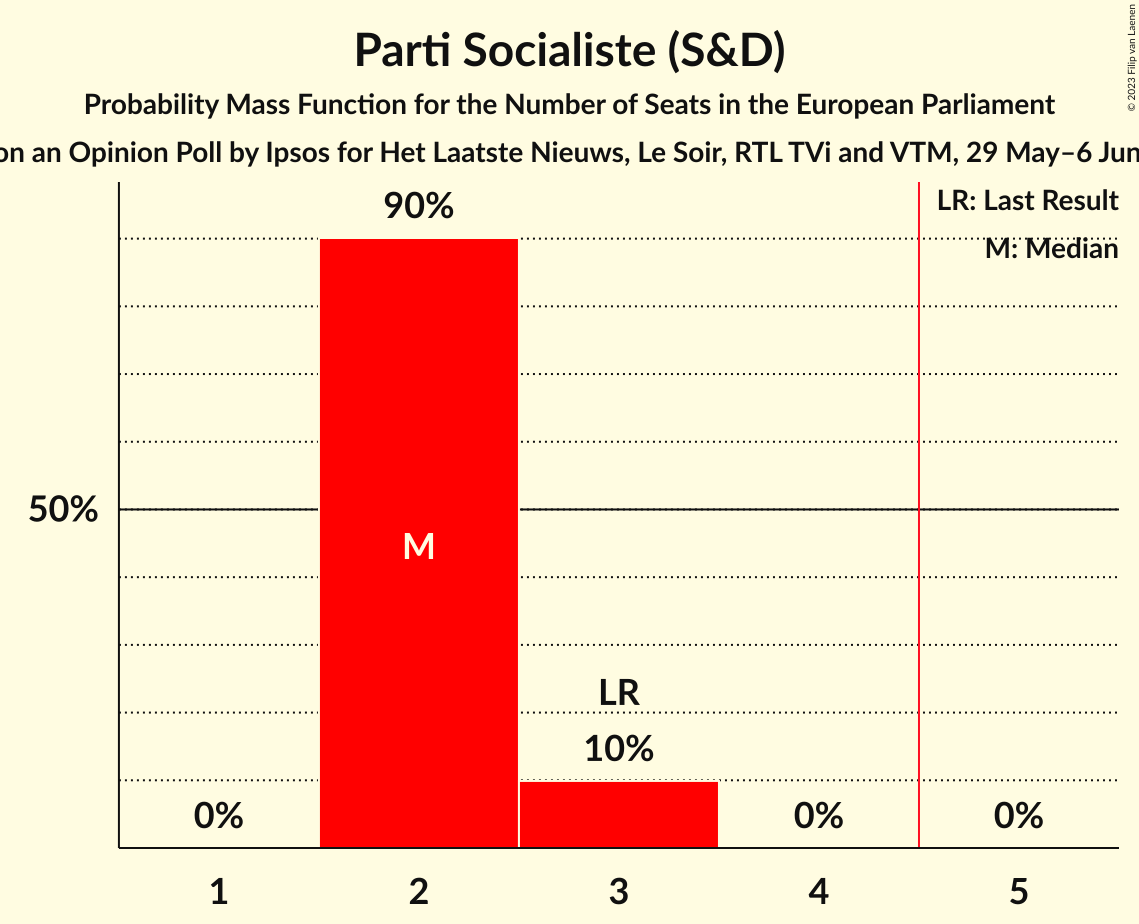 Parti Socialiste (S&D)
Probability Mass Function for the Number of Seats in the European Parliament
on an Opinion Poll by Ipsos for Het Laatste Nieuws, Le Soir, RTL TVi and VTM, 29 May–6 Jun
© 2023 Filip van Laenen
LR: Last Result
M: Median
90%
50%
M
LR
10%
0%
0%
0%
1
2
3
4
5